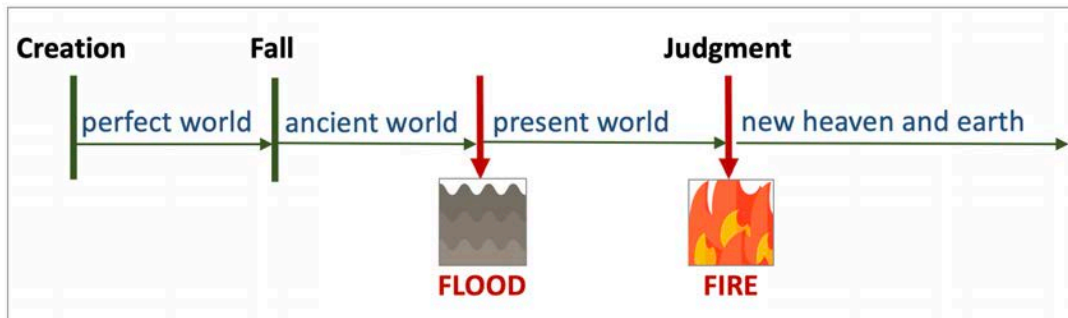 Creation Fall Judgment
perfect world ancient world present world new heaven and earth
FLOOD FIRE